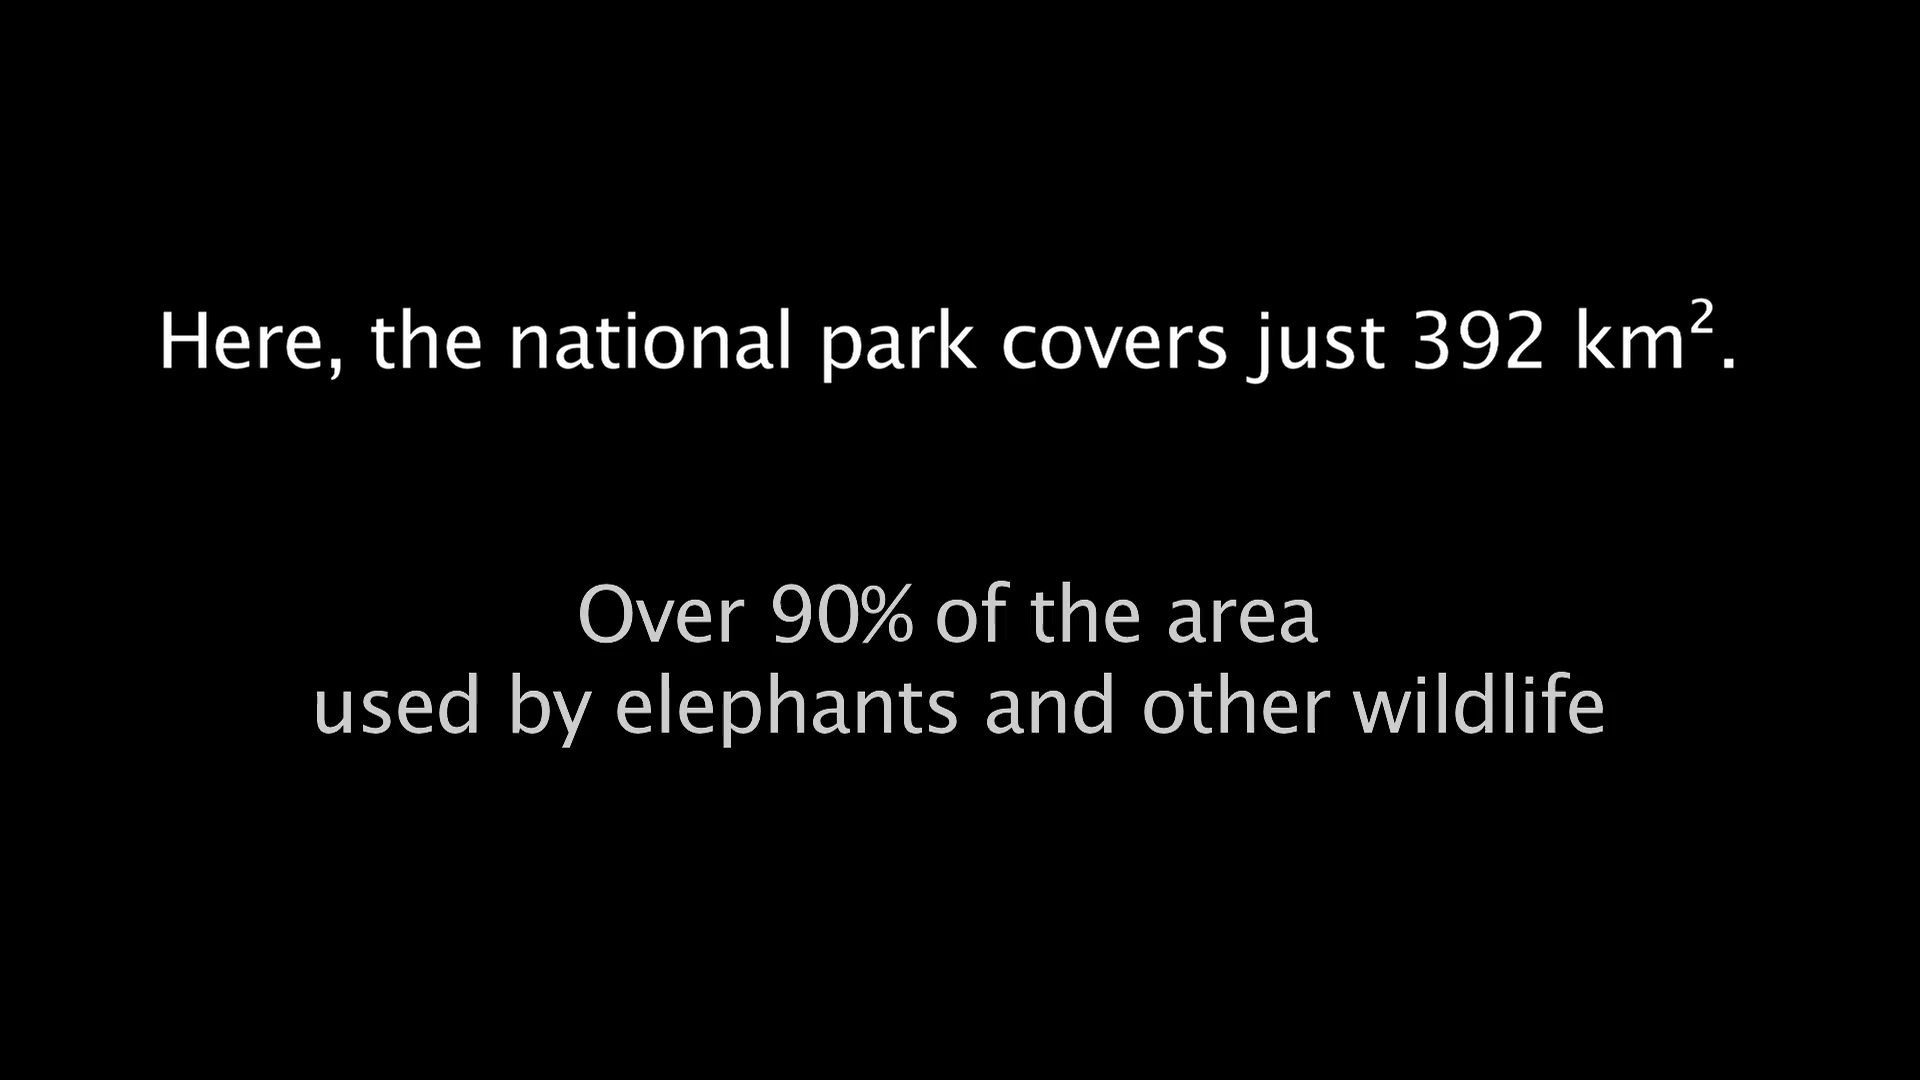 Here, the national park covers just 392 km².
Over 90% of the area
used by elephants and other wildlife